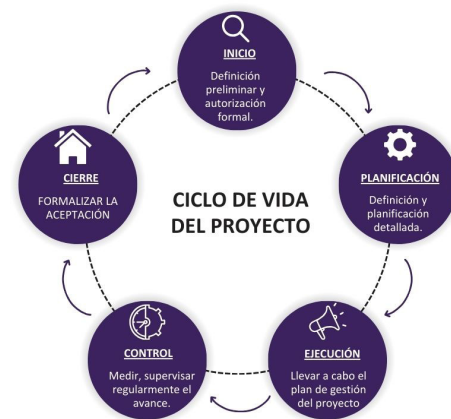 INICIO
Definición
preliminar y
autorización
formal.
PLANIFICACIÓN
Definición y
planificación
detallada.
EJECUCIÓN
Llevar a cabo el
plan de gestión
del proyecto
CONTROL
Medir, supervisar
regularmente el
avance.
CIERRE
FORMALIZAR LA
ACEPTACIÓN
CICLO DE VIDA
DEL PROYECTO